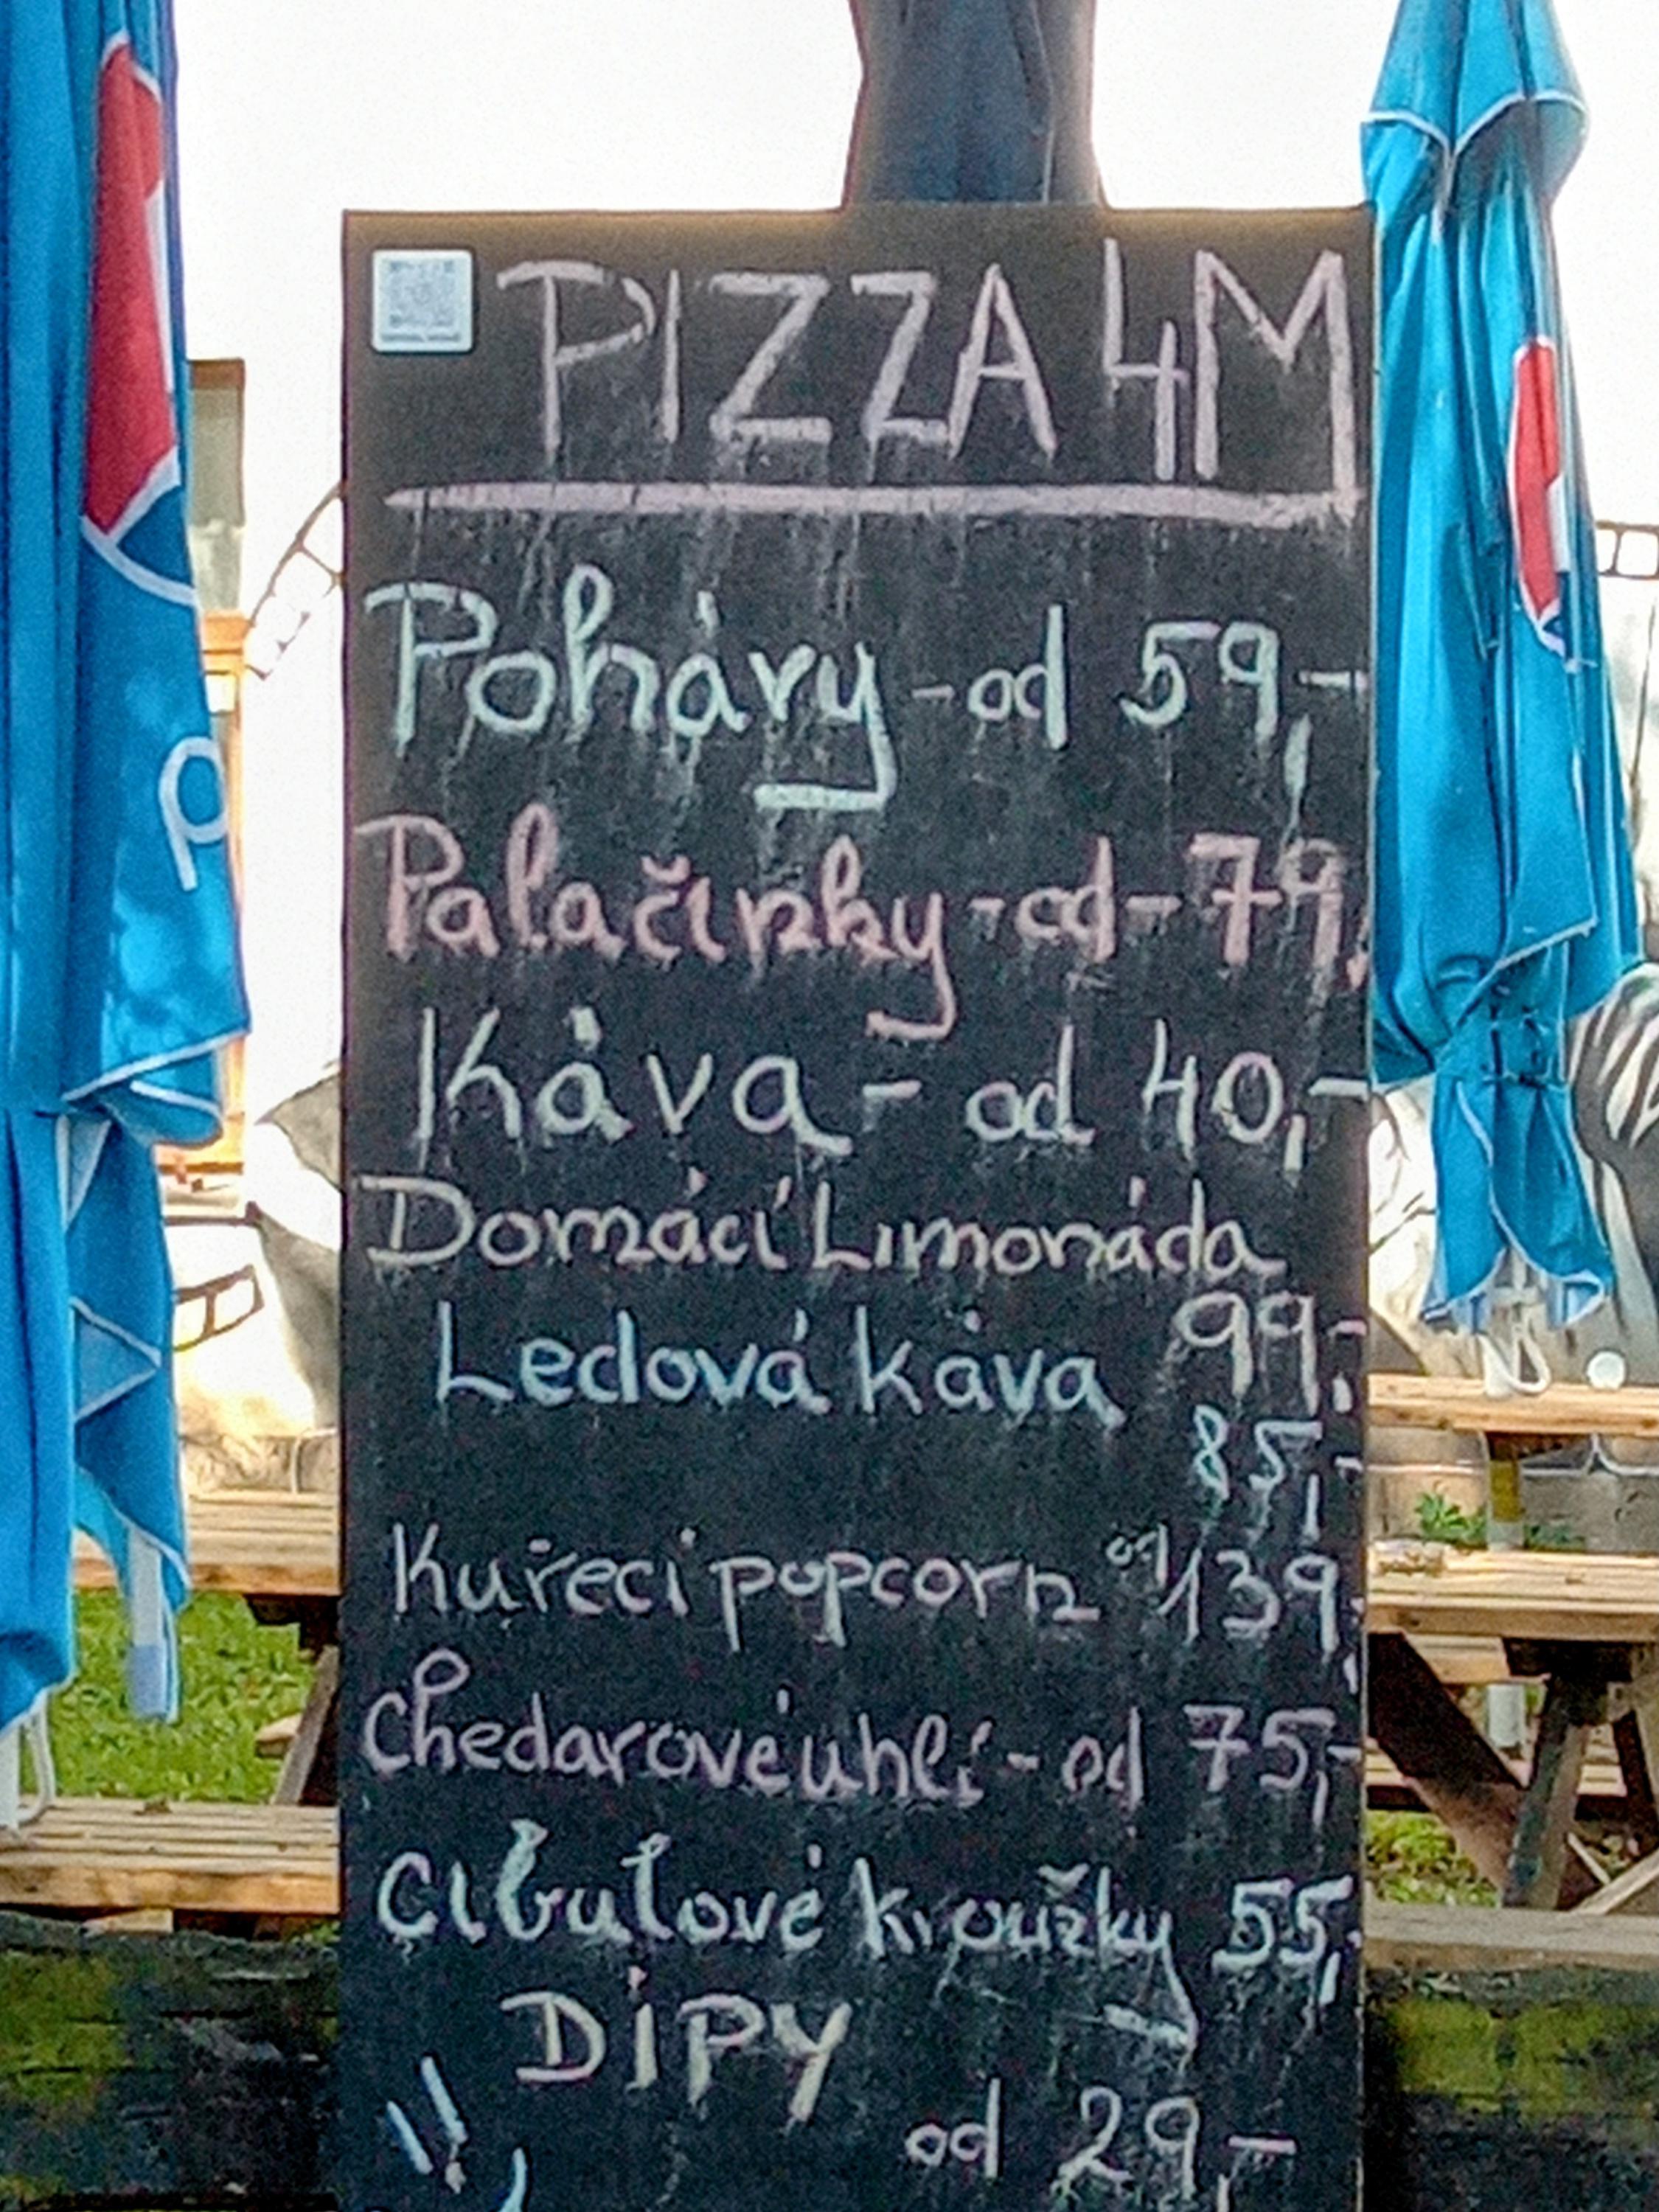 PIZZA 4M
Poháry - od 59,-
Palačinky - od - 79,
Káva - od 40,-
Domácí Limonáda
99,-
Ledová káva
85,-
Kuřecí popcorn od 139,-
Chedarové uhlí - od 75,-
Cibulové kroužky 55,-
DIPY
od 29,-
p